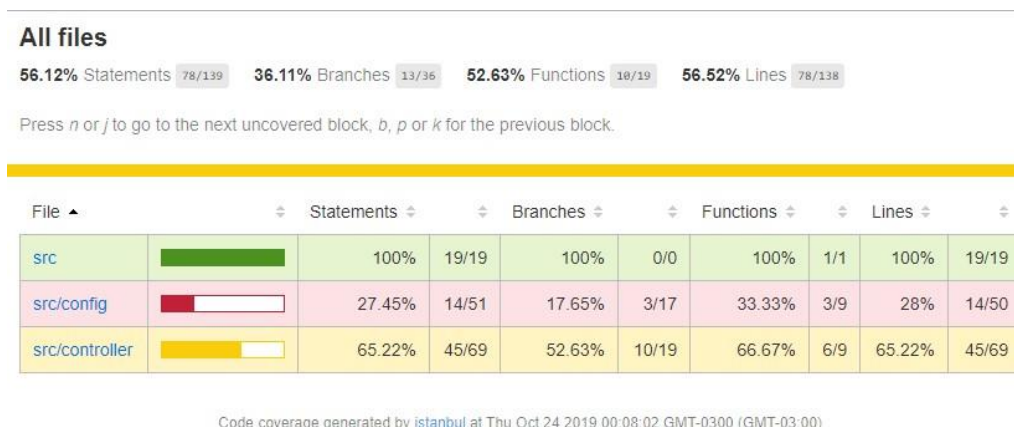 All files
56.12% Statements 78/139 36.11% Branches 13/36 52.63% Functions 10/19 56.52% Lines 78/138
Press n or j to go to the next uncovered block, b, p or k for the previous block.
File Statements Branches Functions Lines
src 100% 19/19 100% 0/0 100% 1/1 100% 19/19
src/config 27.45% 14/51 17.65% 3/17 33.33% 3/9 28% 14/50
src/controller 65.22% 45/69 52.63% 10/19 66.67% 6/9 65.22% 45/69
Code coverage generated by istanbul at Thu Oct 24 2019 00:08:02 GMT-0300 (GMT-03:00)